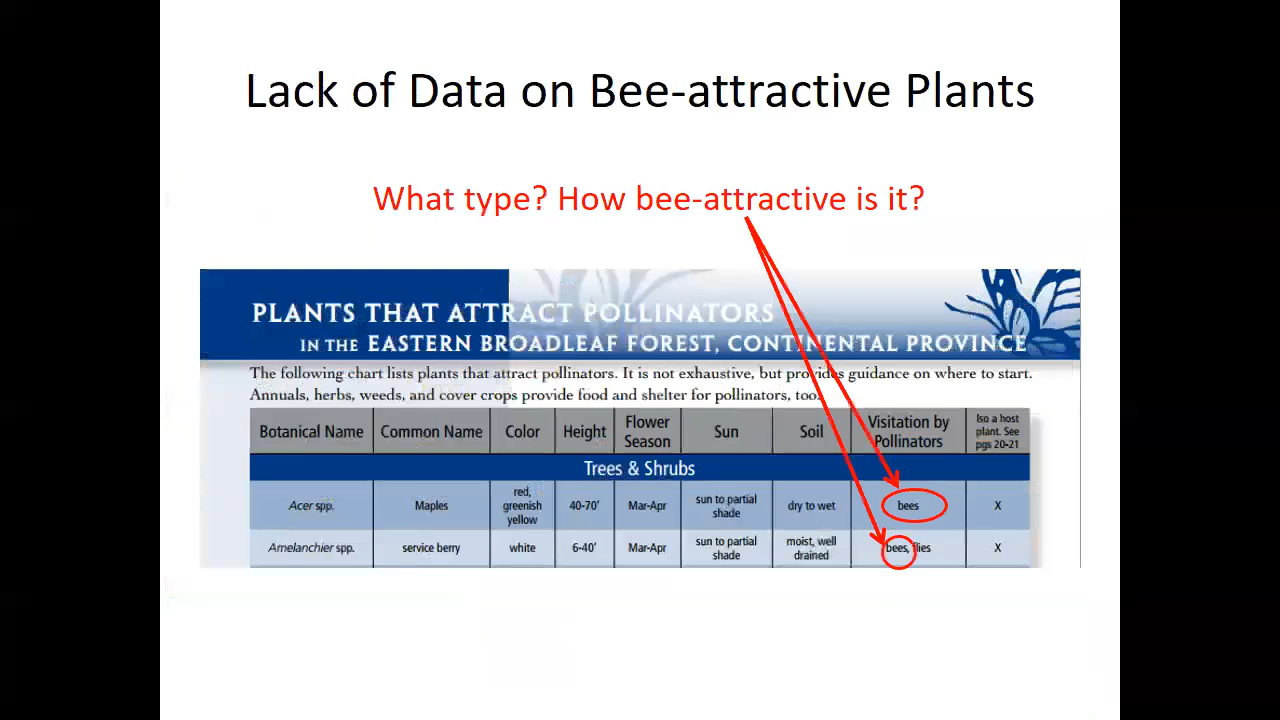 Lack of Data on Bee-attractive Plants
What type? How bee-attractive is it?
PLANTS THAT ATTRACT POLLINATORS
IN THE EASTERN BROADLEAF FOREST, CONTINENTAL PROVINCE
The following chart lists plants that attract pollinators. It is not exhaustive, but provides guidance on where to start.
Annuals, herbs, weeds, and cover crops provide food and shelter for pollinators, too.
Botanical Name Common Name Color Height Flower Season Sun Soil Visitation by Pollinators lso a host plant. See pgs 20-21
Trees & Shrubs
Acer spp. Maples red, greenish yellow 40-70' Mar-Apr sun to partial shade dry to wet bees X
Amelanchier spp. service berry white 6-40' Mar-Apr sun to partial shade moist, well drained bees, flies X